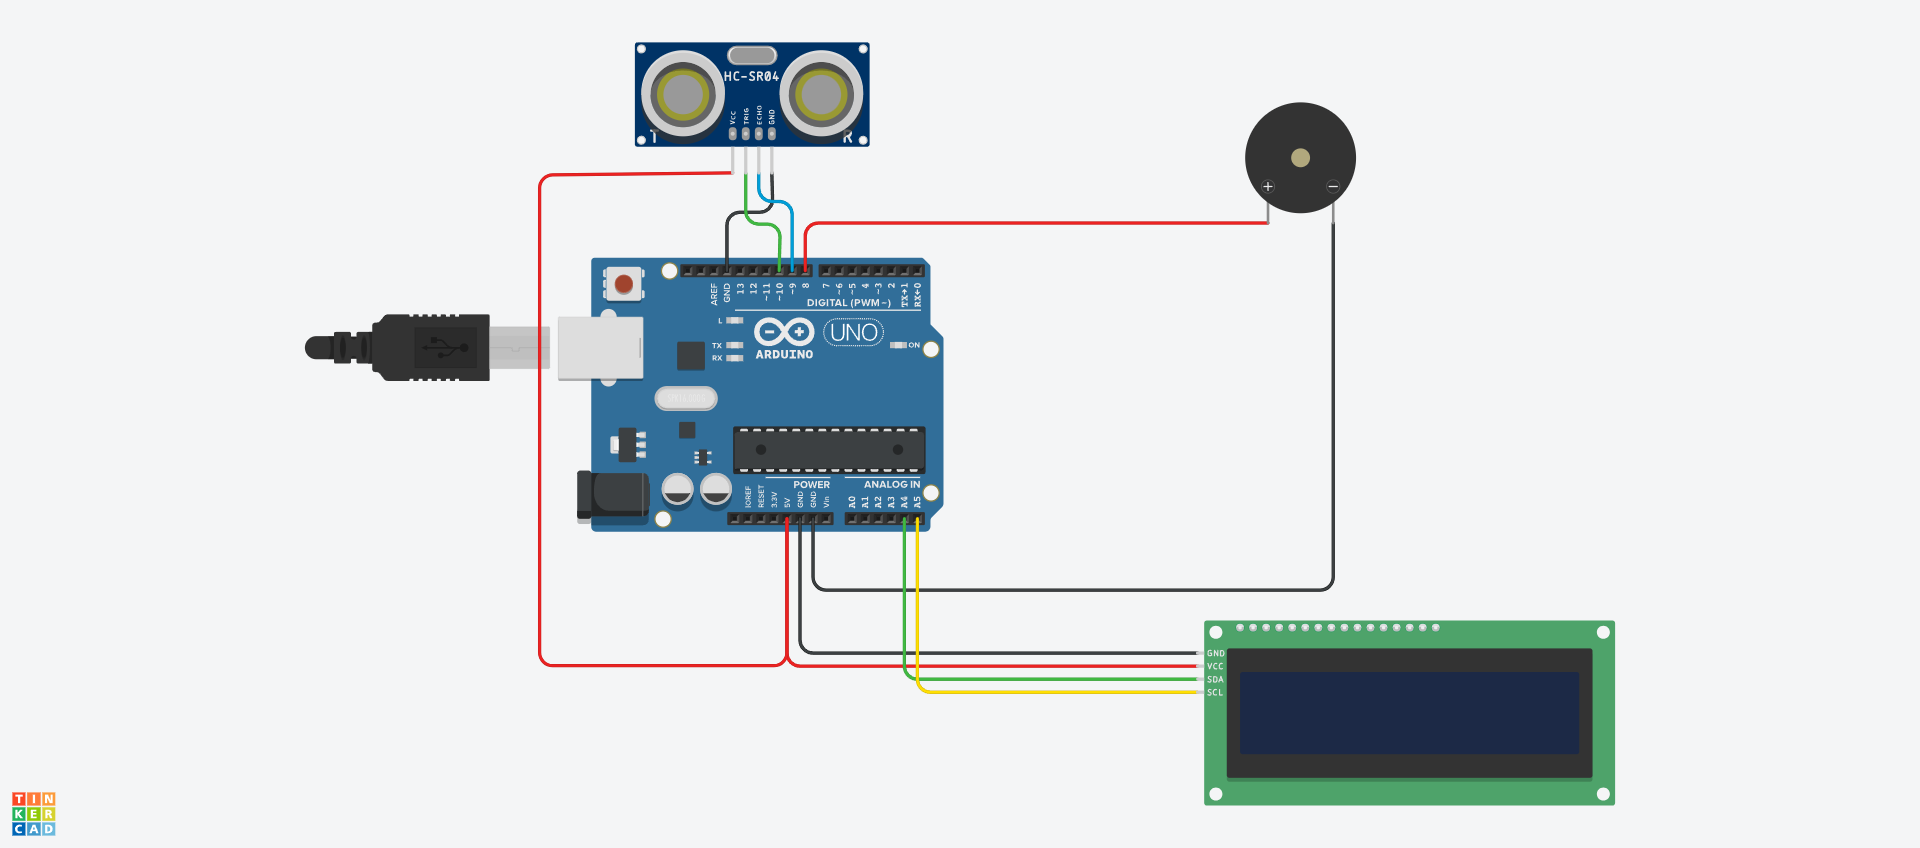 HC-SR04
VCC
TRIG
ECHO
GND
T
R
+
−
AREF
GND
13
12
~11
~10
~9
8
7
~6
~5
4
~3
2
TX→1
RX←0
DIGITAL (PWM~)
L
TX
RX
ARDUINO
UNO
ON
POWER
ANALOG IN
IOREF
RESET
3.3V
5V
GND
GND
Vin
A0
A1
A2
A3
A4
A5
GND
VCC
SDA
SCL
TIN
KER
CAD